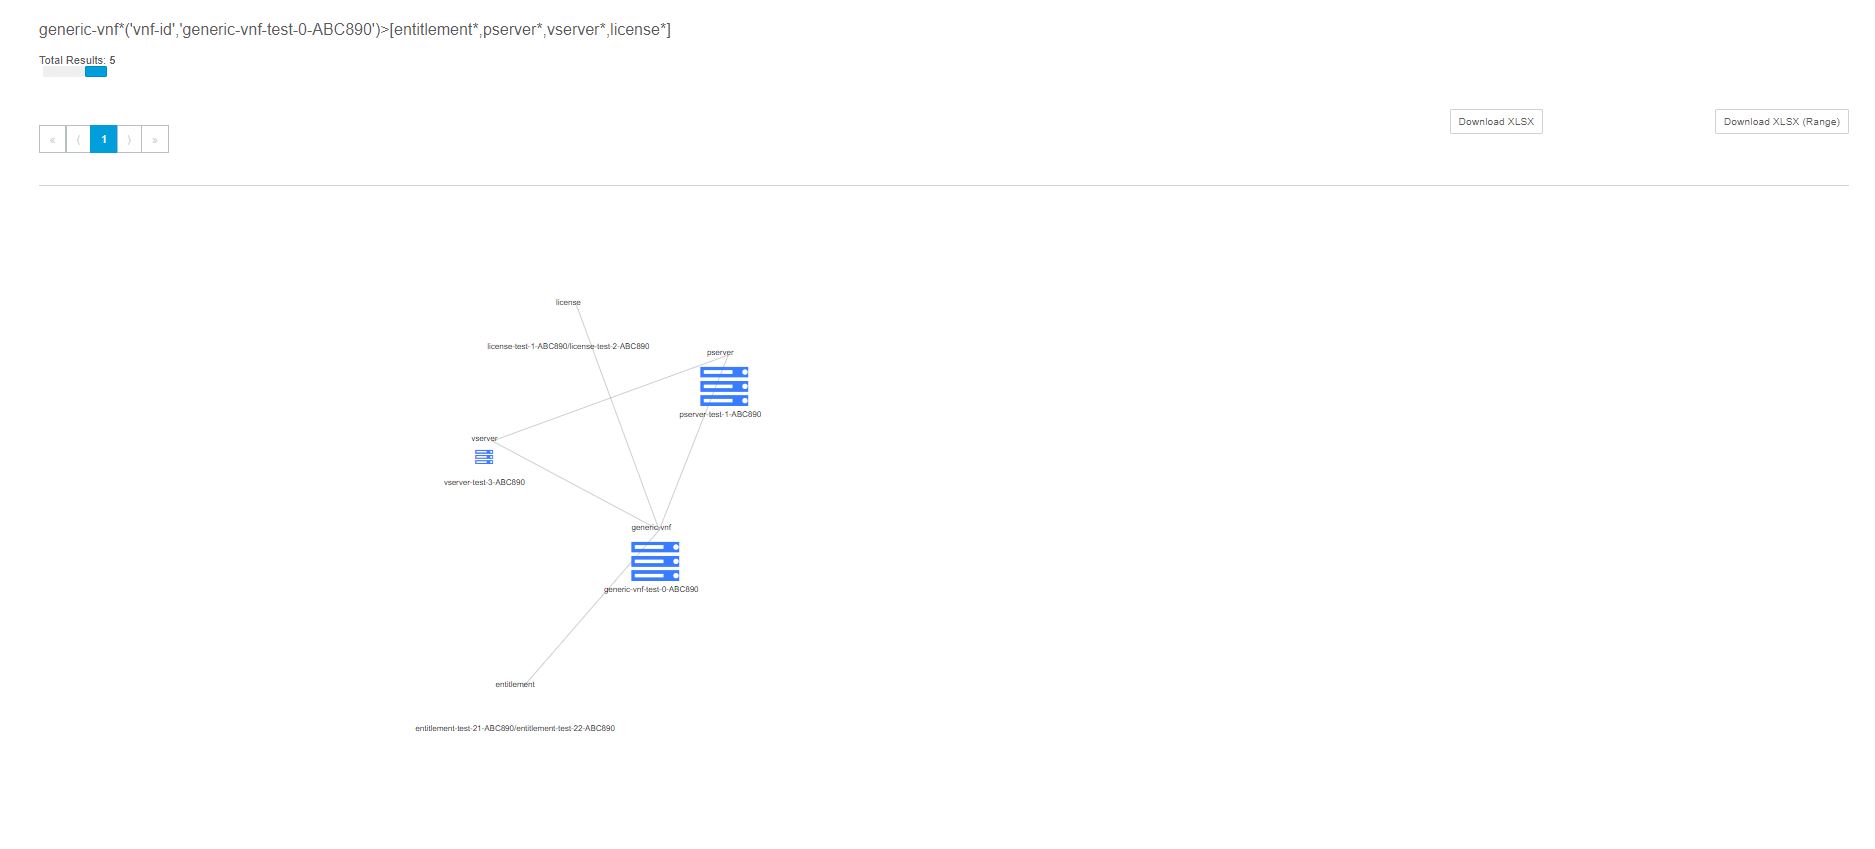 generic-vnf*('vnf-id','generic-vnf-test-0-ABC890')>[entitlement*,pserver*,vserver*,license*]
Total Results: 5
« ⟨ 1 ⟩ »
Download XLSX
Download XLSX (Range)
license
license-test-1-ABC890/license-test-2-ABC890
pserver
pserver-test-1-ABC890
vserver
vserver-test-3-ABC890
generic-vnf
generic-vnf-test-0-ABC890
entitlement
entitlement-test-21-ABC890/entitlement-test-22-ABC890